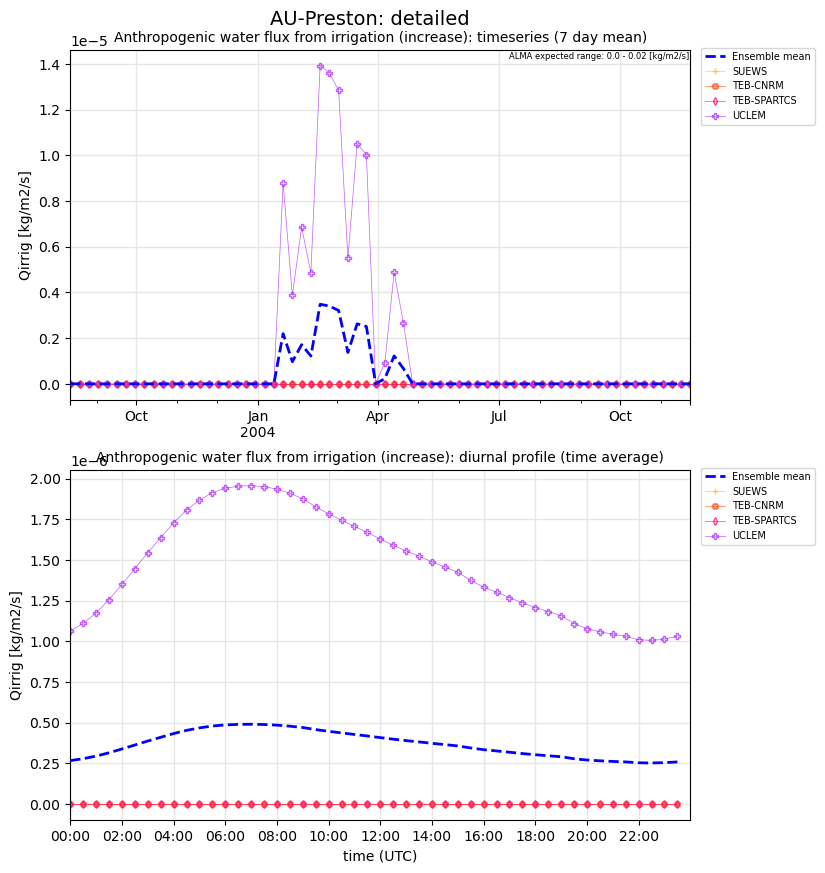 AU-Preston: detailed
Anthropogenic water flux from irrigation (increase): timeseries (7 day mean)
1e−5
ALMA expected range: 0.0 - 0.02 [kg/m2/s]
Ensemble mean
SUEWS
TEB-CNRM
TEB-SPARTCS
UCLEM
Qirrig [kg/m2/s]
1.4
1.2
1.0
0.8
0.6
0.4
0.2
0.0
Oct
Jan
Apr
Jul
Oct
2004
Anthropogenic water flux from irrigation (increase): diurnal profile (time average)
Ensemble mean
SUEWS
TEB-CNRM
TEB-SPARTCS
UCLEM
Qirrig [kg/m2/s]
2.00
1.75
1.50
1.25
1.00
0.75
0.50
0.25
0.00
00:00
02:00
04:00
06:00
08:00
10:00
12:00
14:00
16:00
18:00
20:00
22:00
time (UTC)